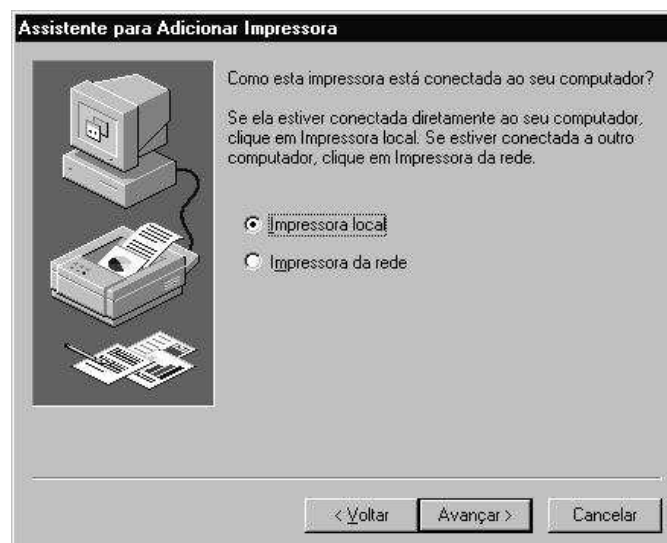 Assistente para Adicionar Impressora
Como esta impressora está conectada ao seu computador?
Se ela estiver conectada diretamente ao seu computador,
clique em Impressora local. Se estiver conectada a outro
computador, clique em Impressora da rede.
Impressora local
Impressora da rede
< Voltar
Avançar >
Cancelar